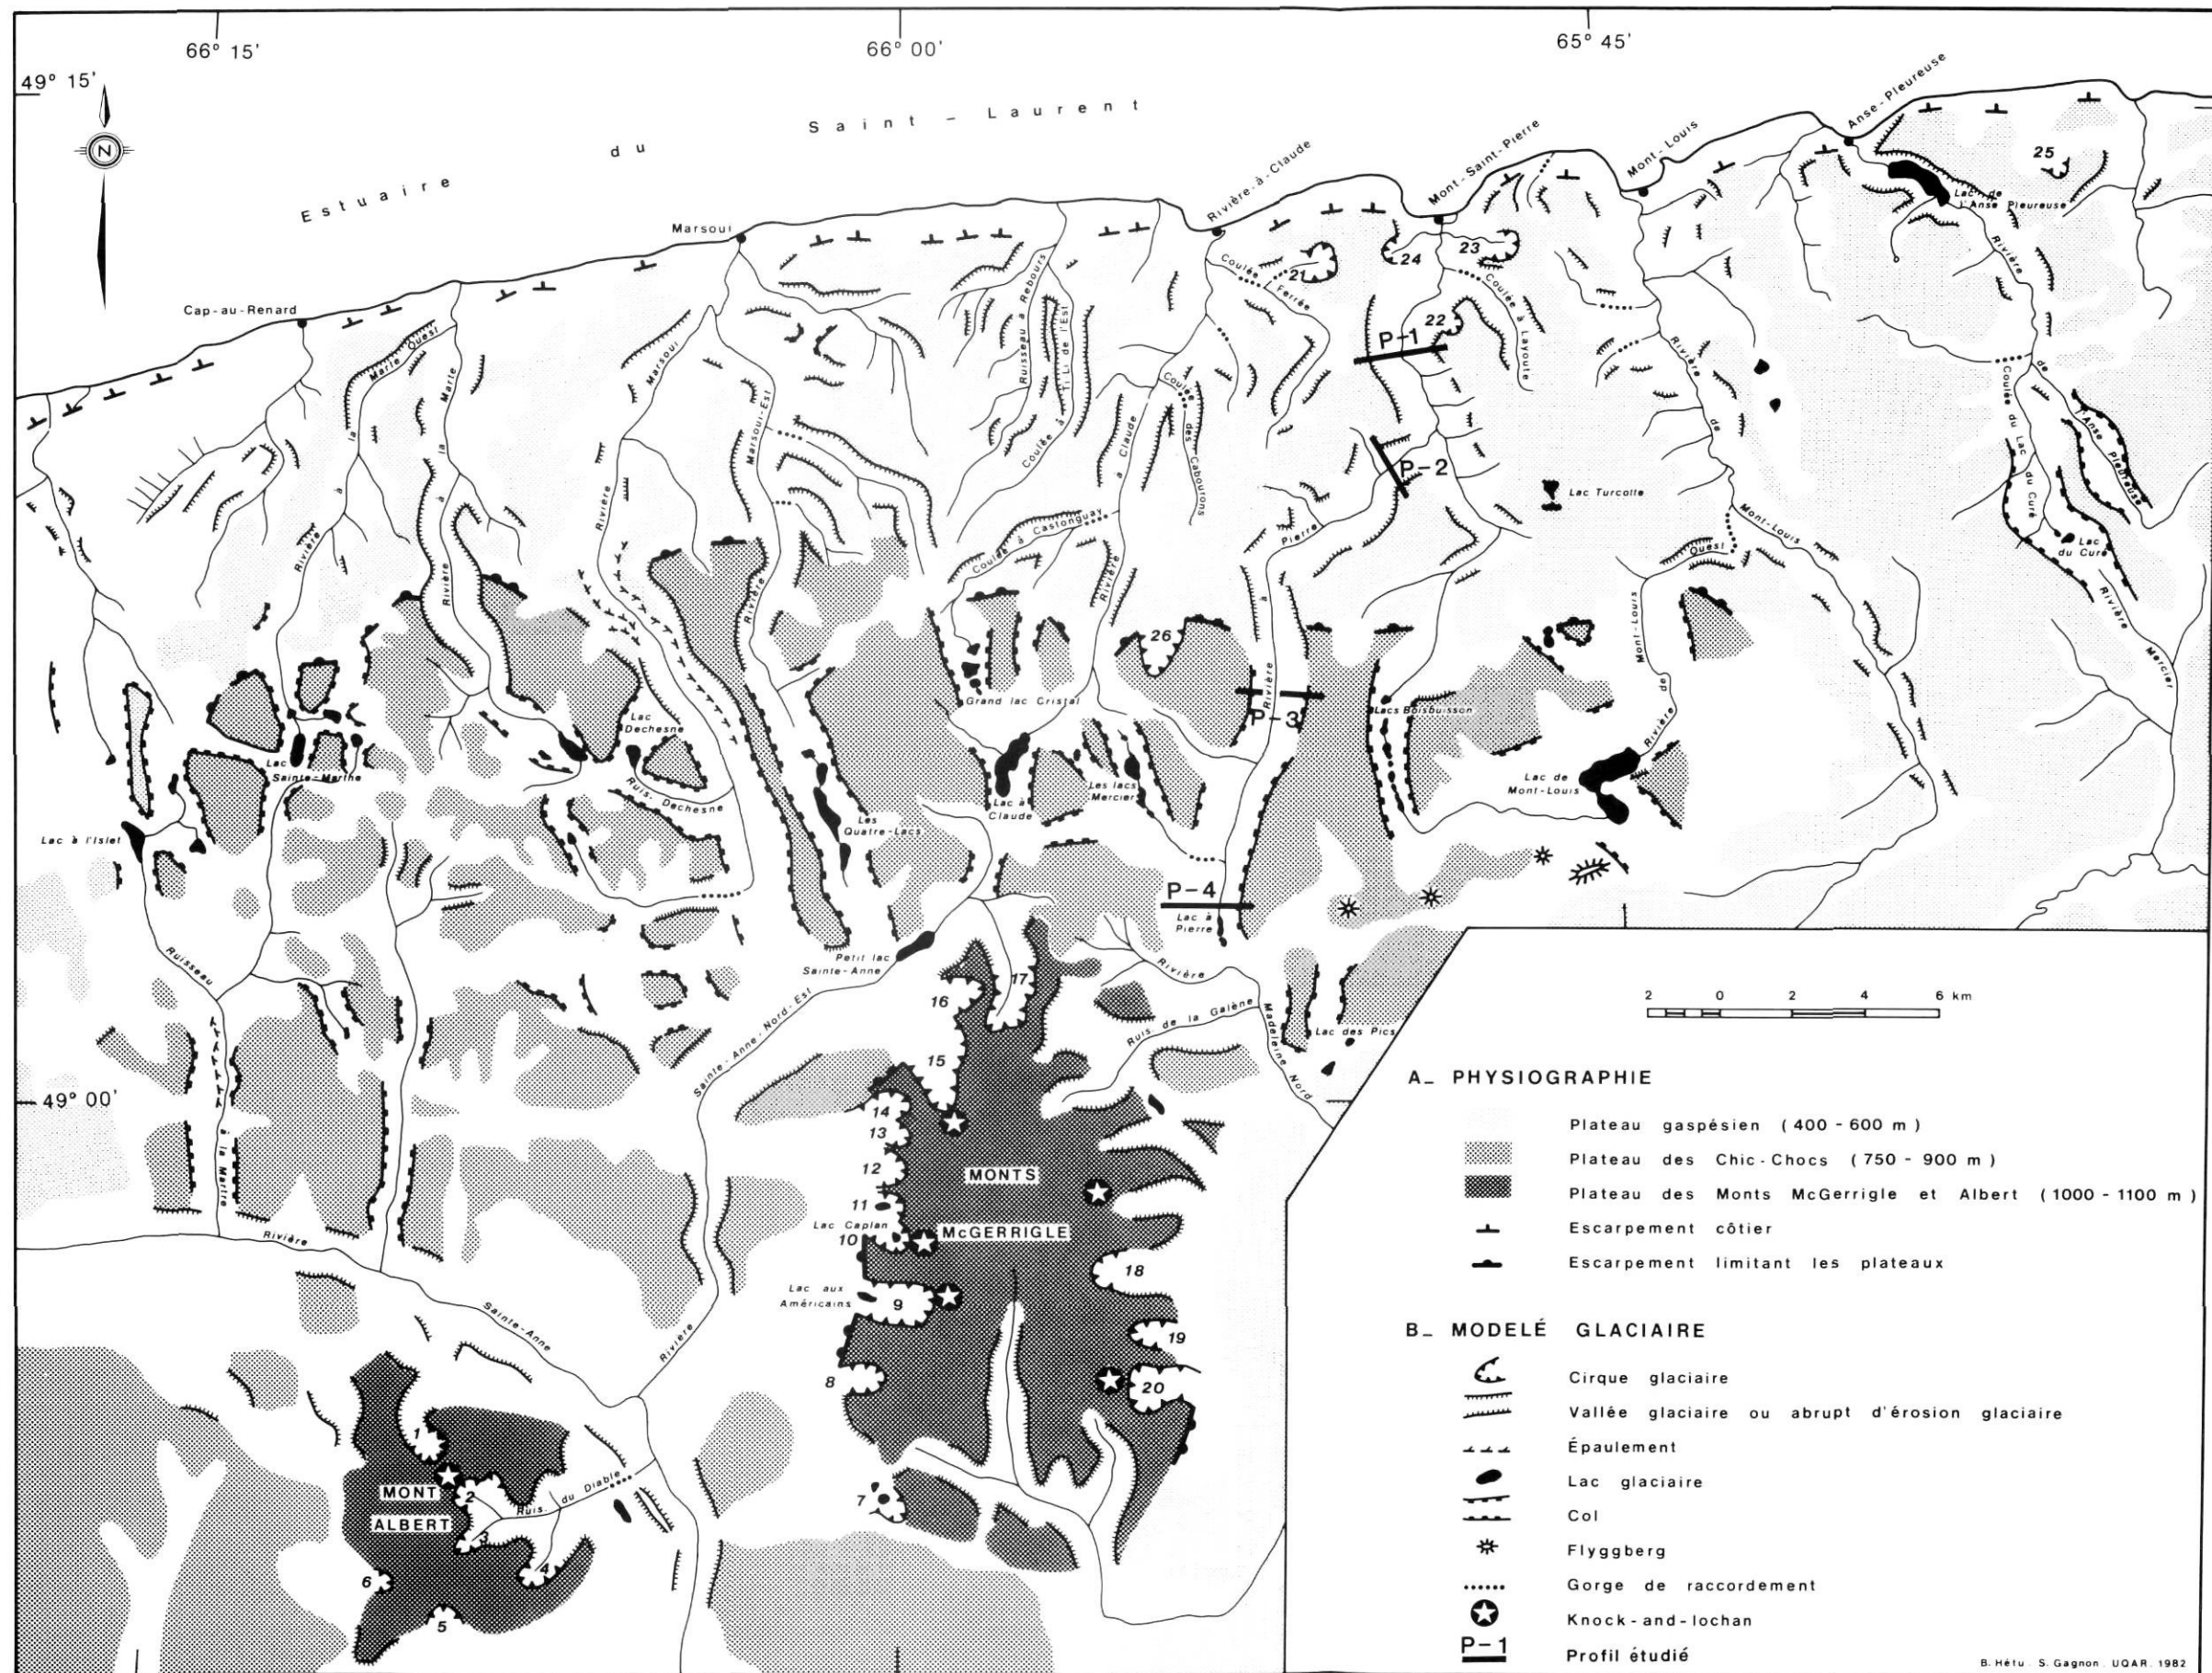 66° 15'
66° 00'
65° 45'
49° 15'
N
Estuaire du Saint-Laurent
Anse-Pleureuse
Mont-Louis
Mont-Saint-Pierre
Rivière-à-Claude
Marsoui
Cap-au-Renard
25
Lac de
l'Anse Pleureuse
Rivière
de
l'Anse Pleureuse
21
24
23
22
Coulée
Ferrée
Coulée à Layoute
P-1
P-2
Ruisseau à Rebours
Coulée à Ti Li de l'Est
Coulée
des
Cabourons
Rivière à la Marte Ouest
Rivière à la Marte
Rivière Marsoui
Rivière Marsoui-Est
Rivière à Claude
Coulée à Castonguay
Rivière à Pierre
Rivière de Mont-Louis
Lac Turcotte
Coulée du Lac du Curé
Lac
du Curé
Rivière Mercier
Rivière de Mont-Louis Ouest
26
Grand lac Cristal
P-3
Lacs Boisbuisson
Lac
Dechesne
Ruis. Dechesne
Lac
Sainte-Marthe
Lac à l'Islet
Les
Quatre-Lacs
Lac à
Claude
Les lacs
Mercier
Lac de
Mont-Louis
P-4
Lac à
Pierre
Petit lac
Sainte-Anne
Ruisseau à la Martre
Rivière Sainte-Anne-Nord-Est
Rivière Madeleine Nord
Ruis. de la Galène
Lac des Pics
17
16
15
49° 00'
14
13
12
11
MONTS
McGERRIGLE
Lac Caplan
10
Lac aux
Américains
9
8
18
19
20
7
Rivière Sainte-Anne
1
MONT
ALBERT
2
3
4
5
6
Ruis. du Diable
2 0 2 4 6 km
A_ PHYSIOGRAPHIE
Plateau gaspésien (400 - 600 m)
Plateau des Chic-Chocs (750 - 900 m)
Plateau des Monts McGerrigle et Albert (1000 - 1100 m)
Escarpement côtier
Escarpement limitant les plateaux
B_ MODELÉ GLACIAIRE
Cirque glaciaire
Vallée glaciaire ou abrupt d'érosion glaciaire
Épaulement
Lac glaciaire
Col
Flyggberg
Gorge de raccordement
Knock-and-lochan
P-1 Profil étudié
B. Hétu. S. Gagnon. UQAR. 1982